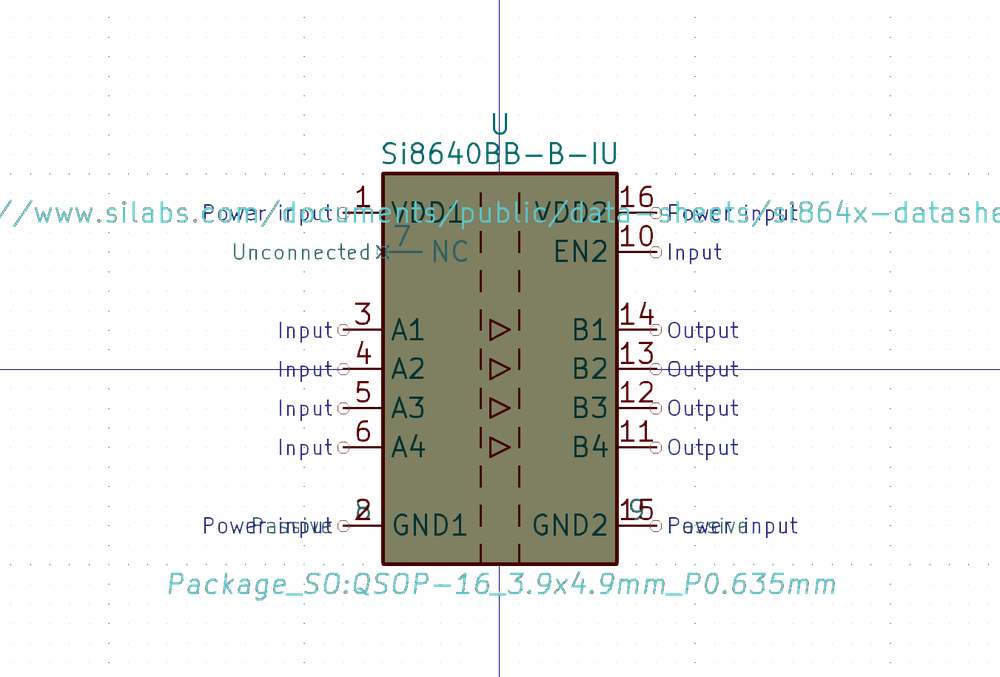 U
Si8640BB-B-IU
Power input 1 VDD1 VDD2 16 Power input
//www.silabs.com/documents/public/data-sheets/si864x-datashe
Unconnected 7 NC EN2 10 Input
Input 3 A1 B1 14 Output
Input 4 A2 B2 13 Output
Input 5 A3 B3 12 Output
Input 6 A4 B4 11 Output
Power input 2 GND1 GND2 15 Power input
Passive 8 9 Passive
Package_SO:QSOP-16_3.9x4.9mm_P0.635mm